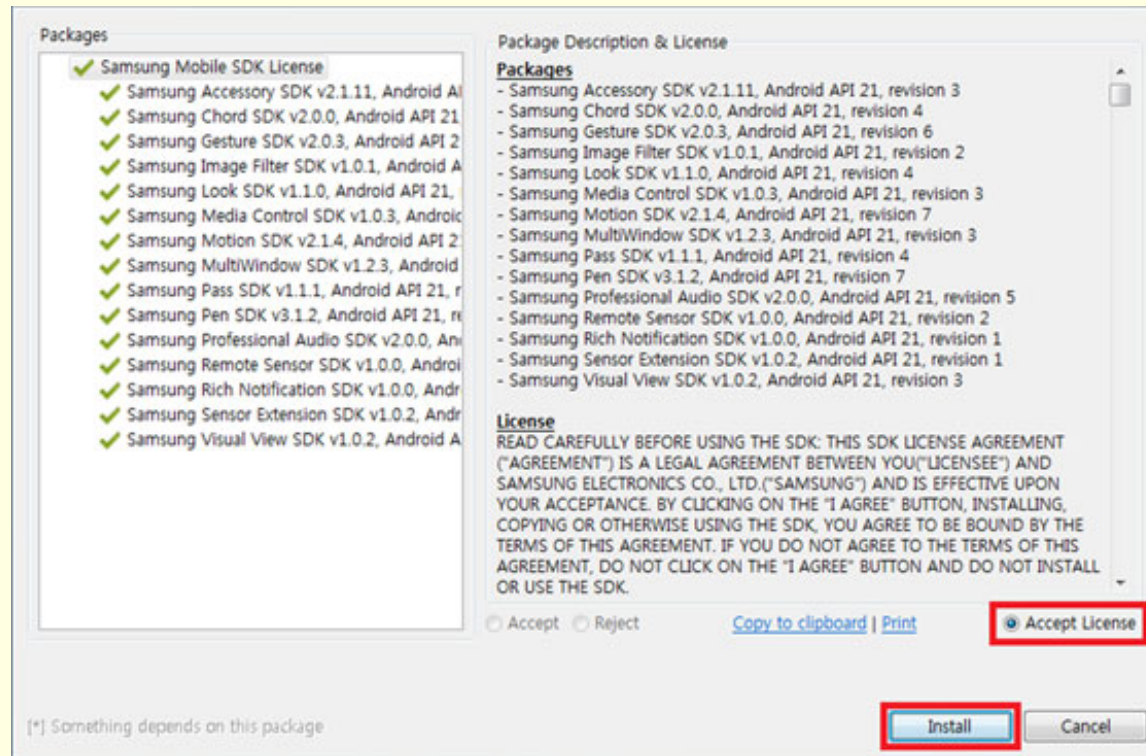 Packages
Samsung Mobile SDK License
Samsung Accessory SDK v2.1.11, Android AI
Samsung Chord SDK v2.0.0, Android API 21
Samsung Gesture SDK v2.0.3, Android API 2
Samsung Image Filter SDK v1.0.1, Android A
Samsung Look SDK v1.1.0, Android API 21,
Samsung Media Control SDK v1.0.3, Android
Samsung Motion SDK v2.1.4, Android API 2
Samsung MultiWindow SDK v1.2.3, Android
Samsung Pass SDK v1.1.1, Android API 21, r
Samsung Pen SDK v3.1.2, Android API 21, re
Samsung Professional Audio SDK v2.0.0, An
Samsung Remote Sensor SDK v1.0.0, Androi
Samsung Rich Notification SDK v1.0.0, Andr
Samsung Sensor Extension SDK v1.0.2, Andr
Samsung Visual View SDK v1.0.2, Android A
Package Description & License
Packages
- Samsung Accessory SDK v2.1.11, Android API 21, revision 3
- Samsung Chord SDK v2.0.0, Android API 21, revision 4
- Samsung Gesture SDK v2.0.3, Android API 21, revision 6
- Samsung Image Filter SDK v1.0.1, Android API 21, revision 2
- Samsung Look SDK v1.1.0, Android API 21, revision 4
- Samsung Media Control SDK v1.0.3, Android API 21, revision 3
- Samsung Motion SDK v2.1.4, Android API 21, revision 7
- Samsung MultiWindow SDK v1.2.3, Android API 21, revision 3
- Samsung Pass SDK v1.1.1, Android API 21, revision 4
- Samsung Pen SDK v3.1.2, Android API 21, revision 7
- Samsung Professional Audio SDK v2.0.0, Android API 21, revision 5
- Samsung Remote Sensor SDK v1.0.0, Android API 21, revision 2
- Samsung Rich Notification SDK v1.0.0, Android API 21, revision 1
- Samsung Sensor Extension SDK v1.0.2, Android API 21, revision 1
- Samsung Visual View SDK v1.0.2, Android API 21, revision 3
License
READ CAREFULLY BEFORE USING THE SDK: THIS SDK LICENSE AGREEMENT
("AGREEMENT") IS A LEGAL AGREEMENT BETWEEN YOU("LICENSEE") AND
SAMSUNG ELECTRONICS CO., LTD.("SAMSUNG") AND IS EFFECTIVE UPON
YOUR ACCEPTANCE. BY CLICKING ON THE "I AGREE" BUTTON, INSTALLING,
COPYING OR OTHERWISE USING THE SDK, YOU AGREE TO BE BOUND BY THE
TERMS OF THIS AGREEMENT. IF YOU DO NOT AGREE TO THE TERMS OF THIS
AGREEMENT, DO NOT CLICK ON THE "I AGREE" BUTTON AND DO NOT INSTALL
OR USE THE SDK.
Accept Reject Copy to clipboard | Print Accept License
[*] Something depends on this package
Install Cancel